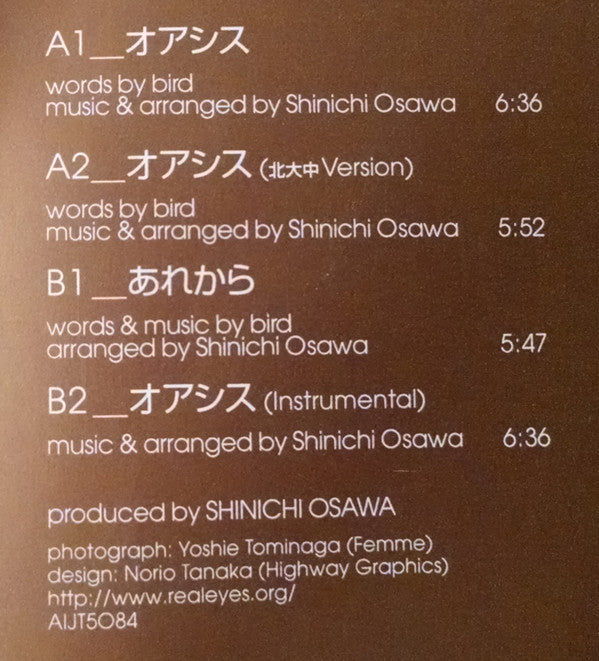 A1__オアシス
words by bird
music & arranged by Shinichi Osawa 6:36
A2__オアシス (北大中 Version)
words by bird
music & arranged by Shinichi Osawa 5:52
B1__あれから
words & music by bird
arranged by Shinichi Osawa 5:47
B2__オアシス (Instrumental)
music & arranged by Shinichi Osawa 6:36
produced by SHINICHI OSAWA
photograph: Yoshie Tominaga (Femme)
design: Norio Tanaka (Highway Graphics)
http://www.realeyes.org/
AIJT5084